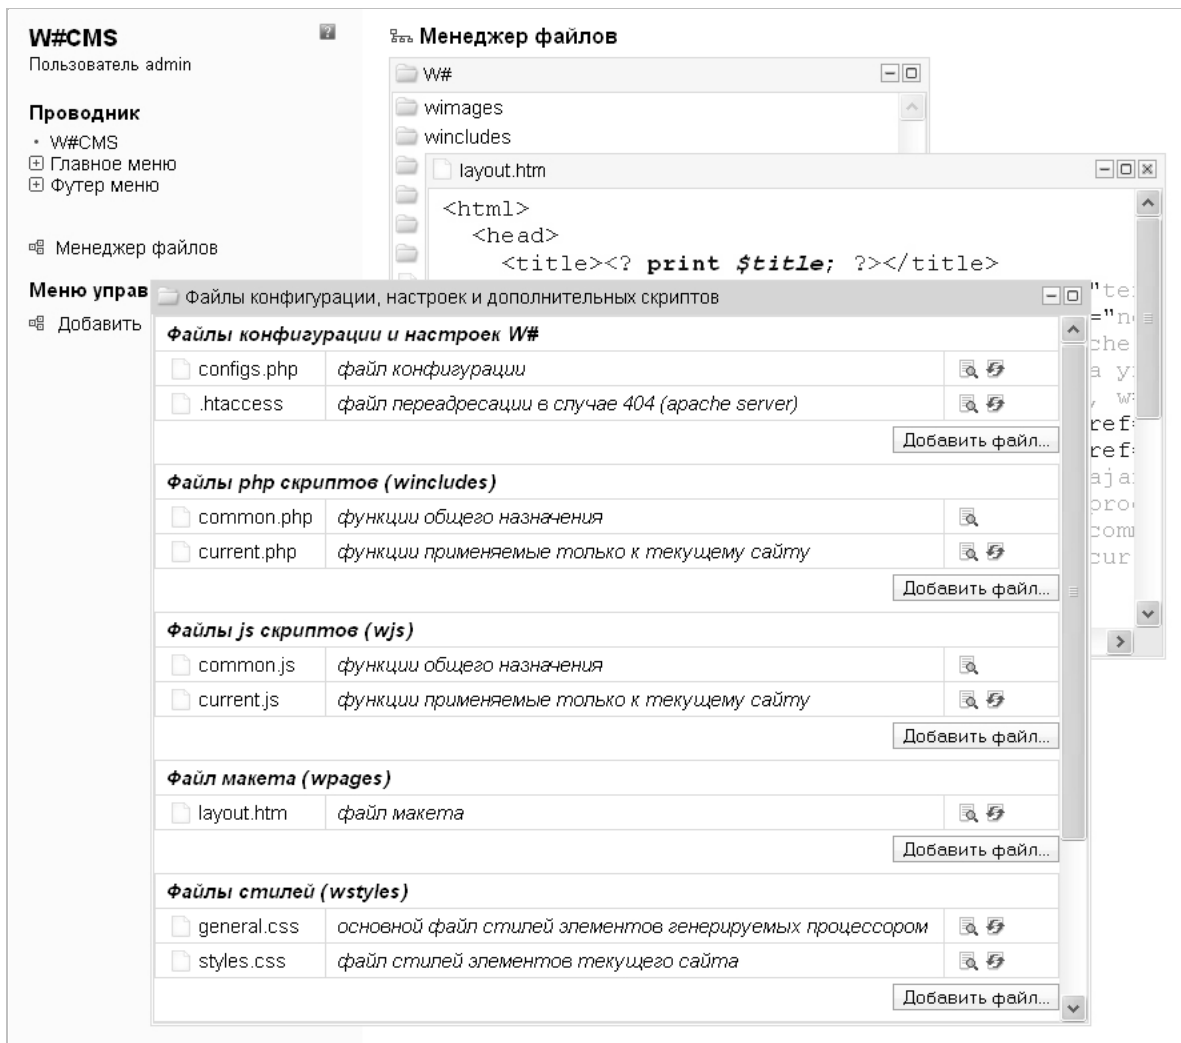 W#CMS
Пользователь admin
Проводник
W#CMS
Главное меню
Футер меню
Менеджер файлов
Меню управ
Добавить
Менеджер файлов
W#
wimages
wincludes
layout.htm
<html>
<head>
<title><? print $title; ?></title>
Файлы конфигурации, настроек и дополнительных скриптов
Файлы конфигурации и настроек W#
configs.php файл конфигурации
.htaccess файл переадресации в случае 404 (apache server)
Добавить файл...
Файлы php скриптов (wincludes)
common.php функции общего назначения
current.php функции применяемые только к текущему сайту
Добавить файл...
Файлы js скриптов (wjs)
common.js функции общего назначения
current.js функции применяемые только к текущему сайту
Добавить файл...
Файл макета (wpages)
layout.htm файл макета
Добавить файл...
Файлы стилей (wstyles)
general.css основной файл стилей элементов генерируемых процессором
styles.css файл стилей элементов текущего сайта
Добавить файл...